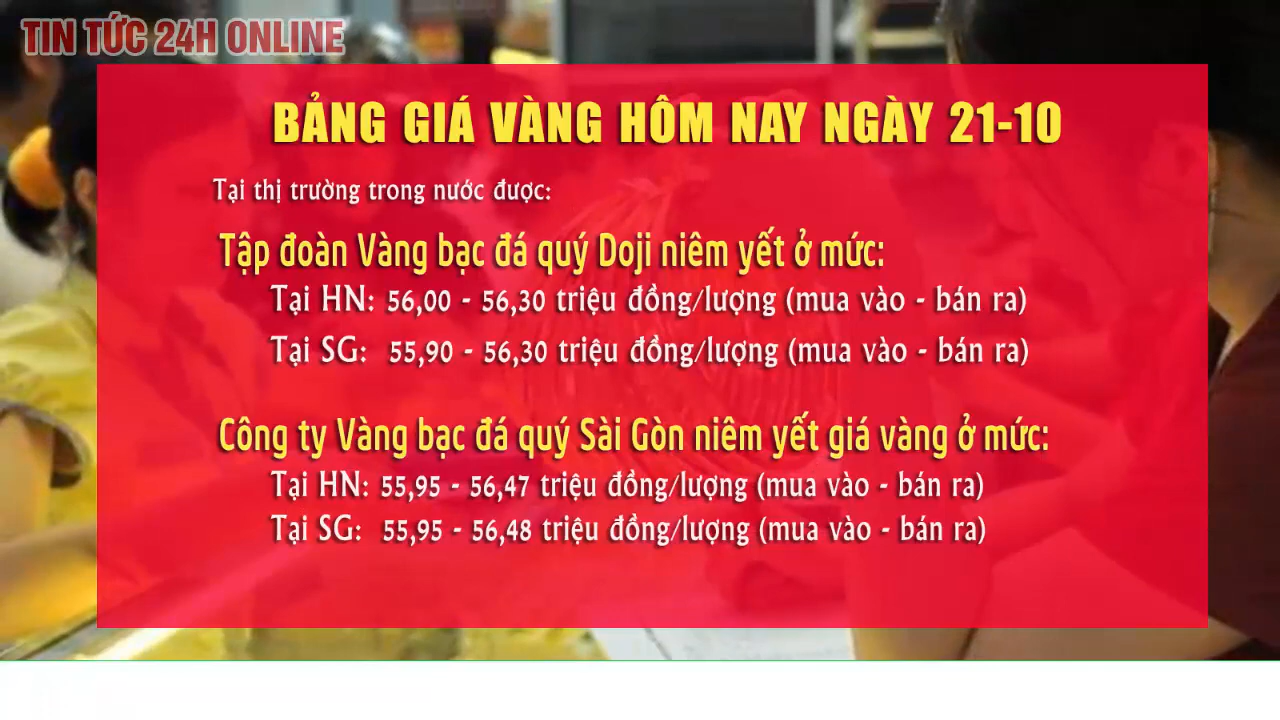 TIN TỨC 24H ONLINE
BẢNG GIÁ VÀNG HÔM NAY NGÀY 21-10
Tại thị trường trong nước được:
Tập đoàn Vàng bạc đá quý Doji niêm yết ở mức:
Tại HN: 56,00 - 56,30 triệu đồng/lượng (mua vào - bán ra)
Tại SG: 55,90 - 56,30 triệu đồng/lượng (mua vào - bán ra)
Công ty Vàng bạc đá quý Sài Gòn niêm yết giá vàng ở mức:
Tại HN: 55,95 - 56,47 triệu đồng/lượng (mua vào - bán ra)
Tại SG: 55,95 - 56,48 triệu đồng/lượng (mua vào - bán ra)